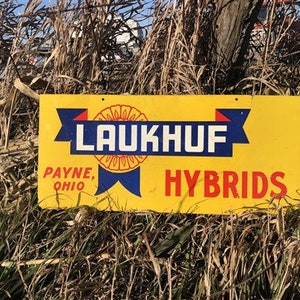 LAUKHUF
PAYNE,
OHIO
HYBRIDS